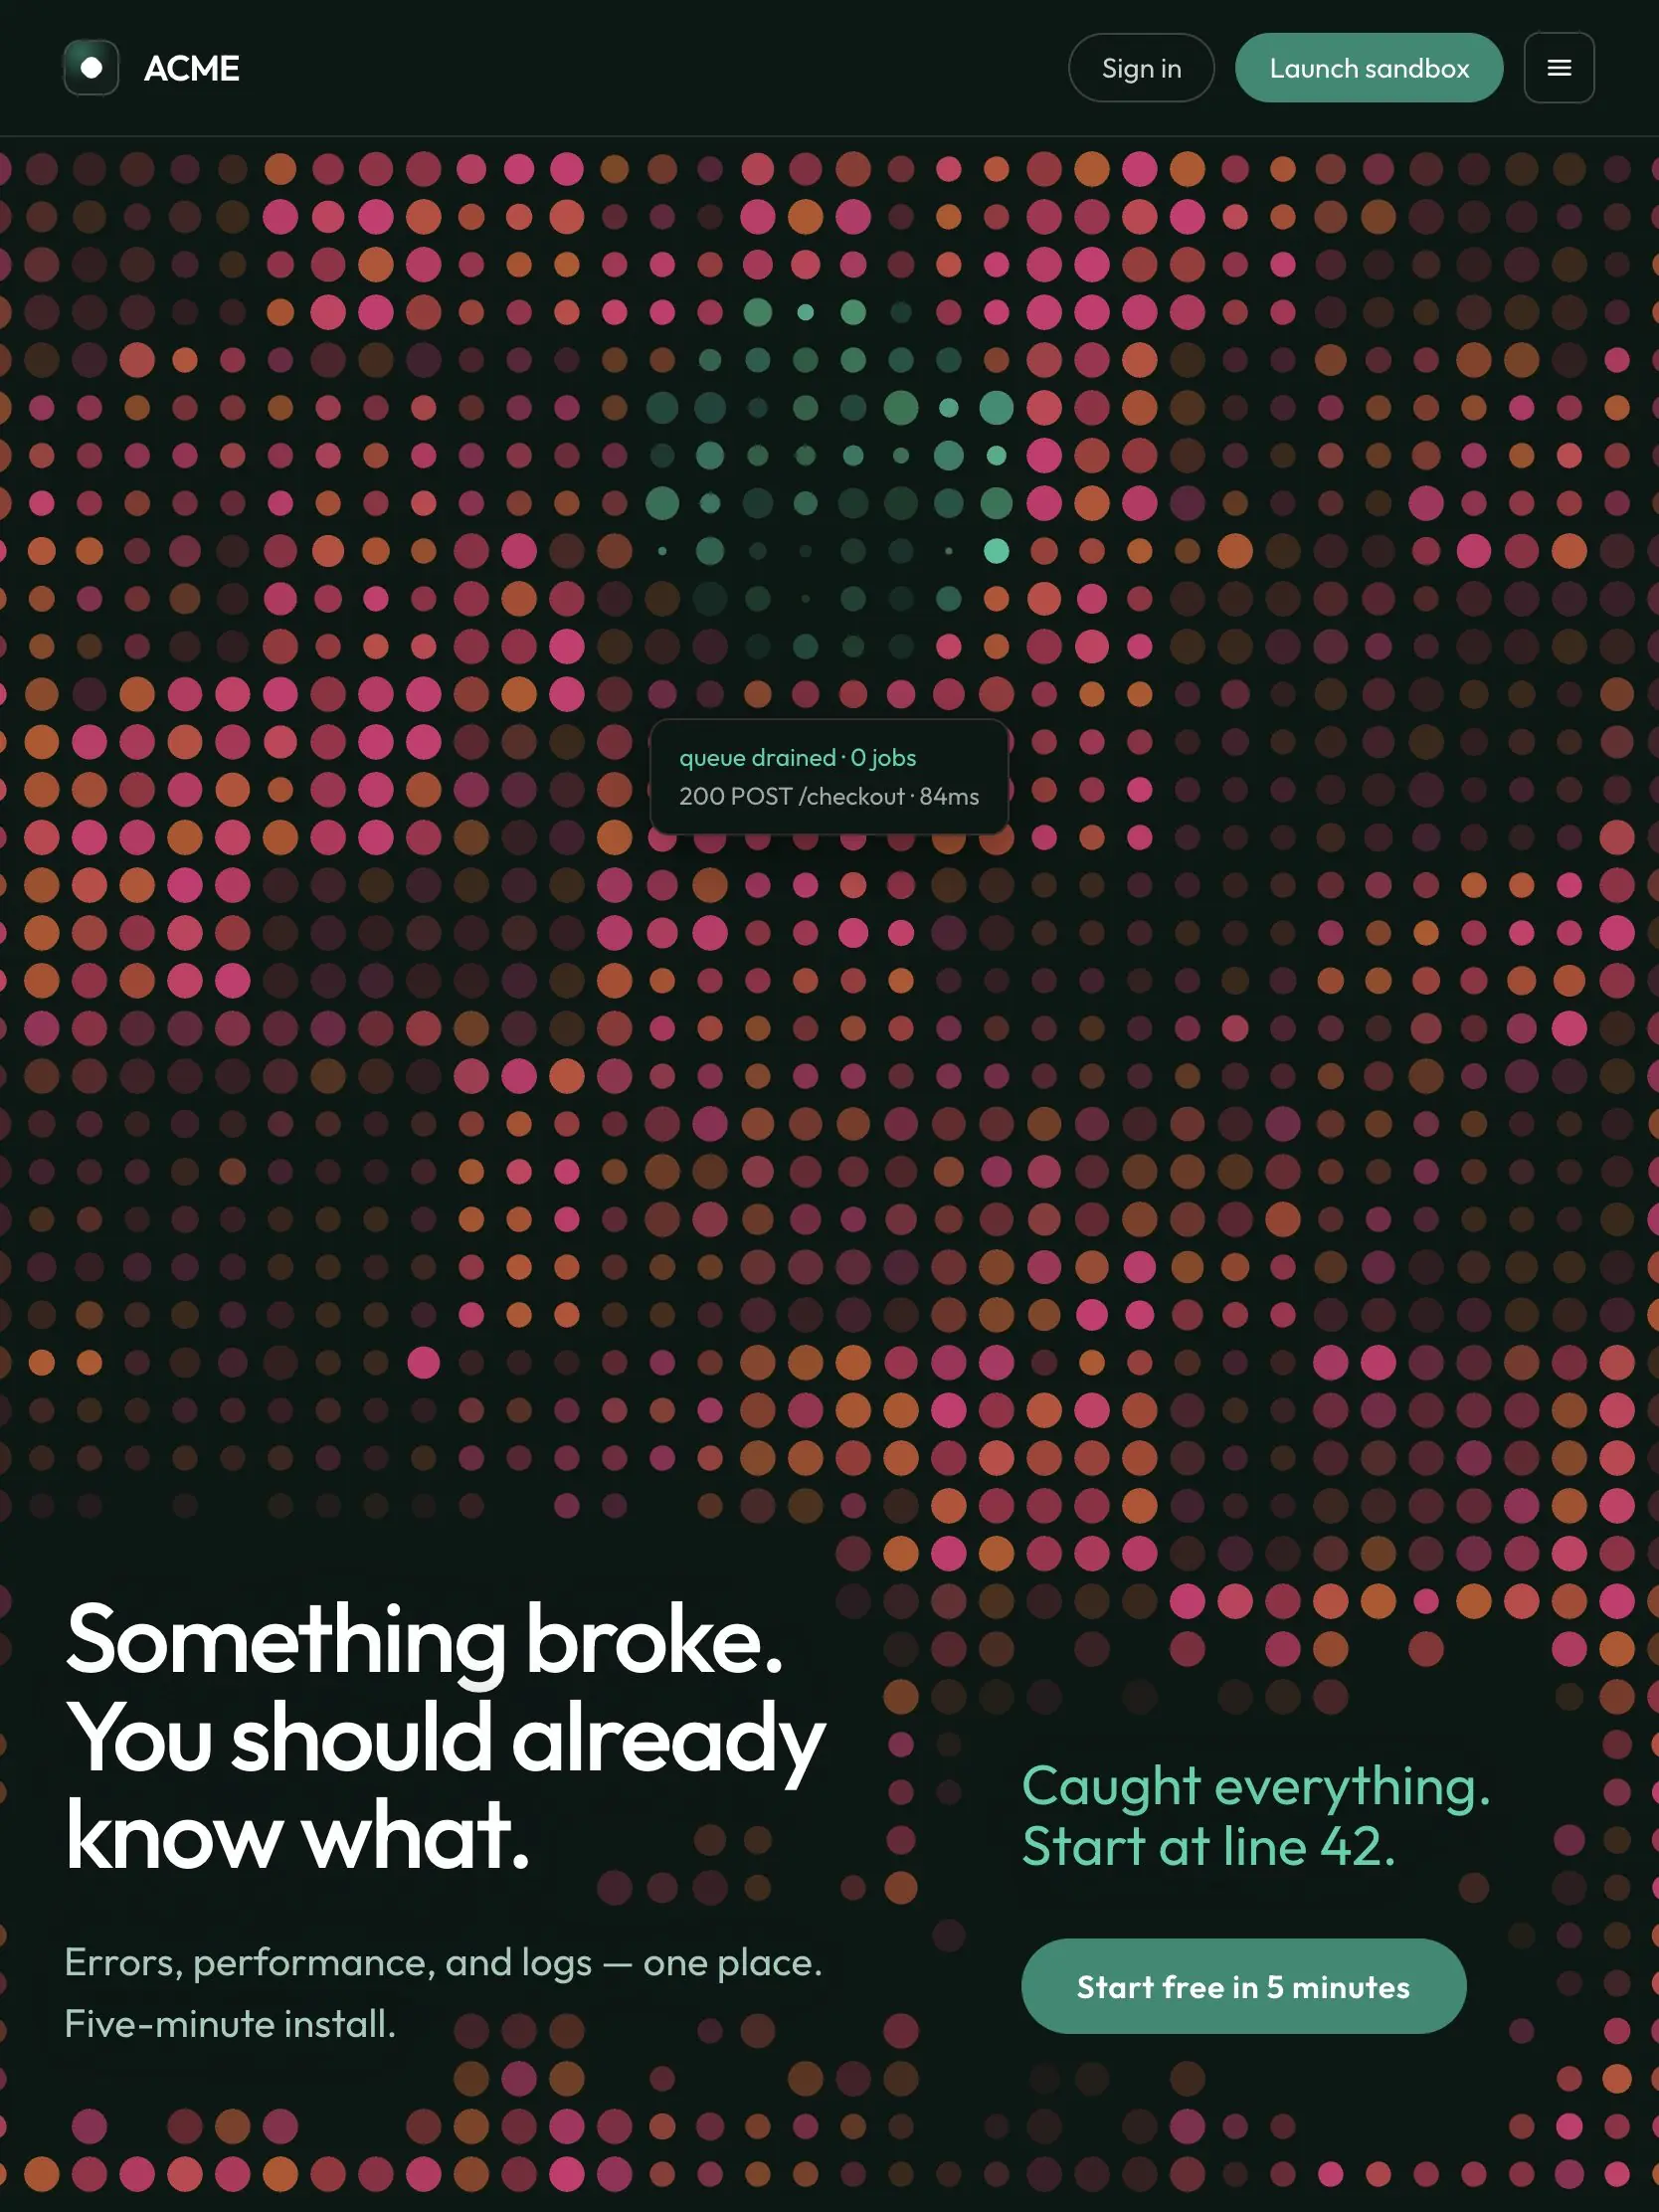 ACME
Sign in
Launch sandbox
queue drained · 0 jobs
200 POST /checkout · 84ms
Something broke.
You should already
know what.
Caught everything.
Start at line 42.
Errors, performance, and logs — one place.
Five-minute install.
Start free in 5 minutes